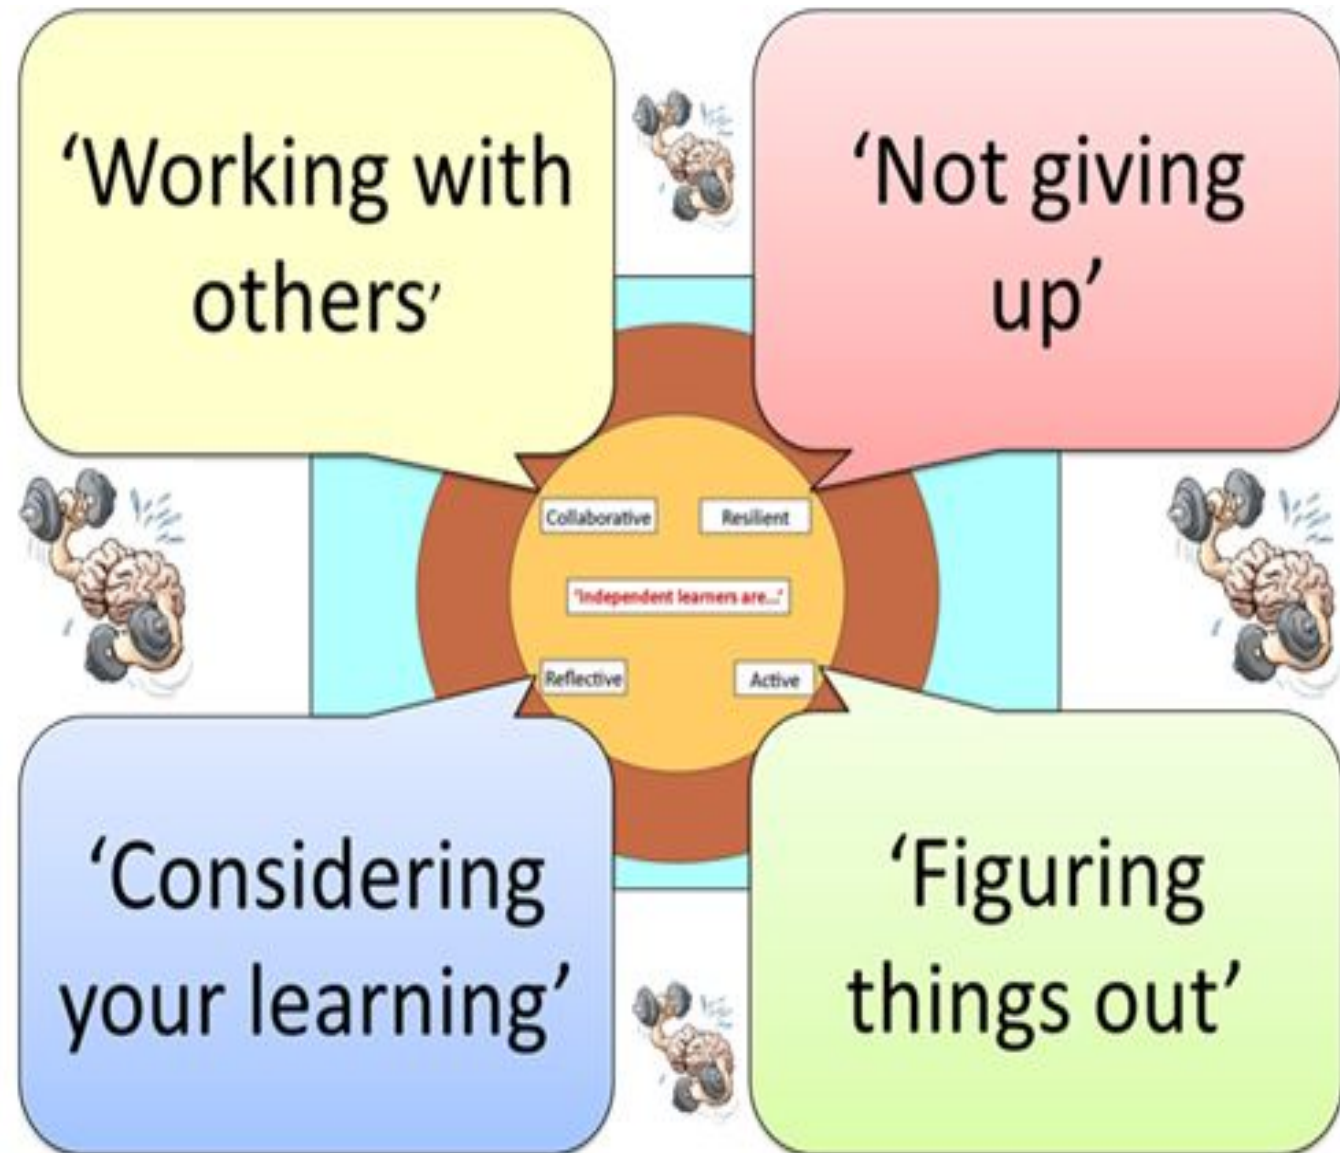 ‘Working with
others’
‘Not giving
up’
Collaborative
Resilient
'Independent learners are...'
Reflective
Active
‘Considering
your learning’
‘Figuring
things out’